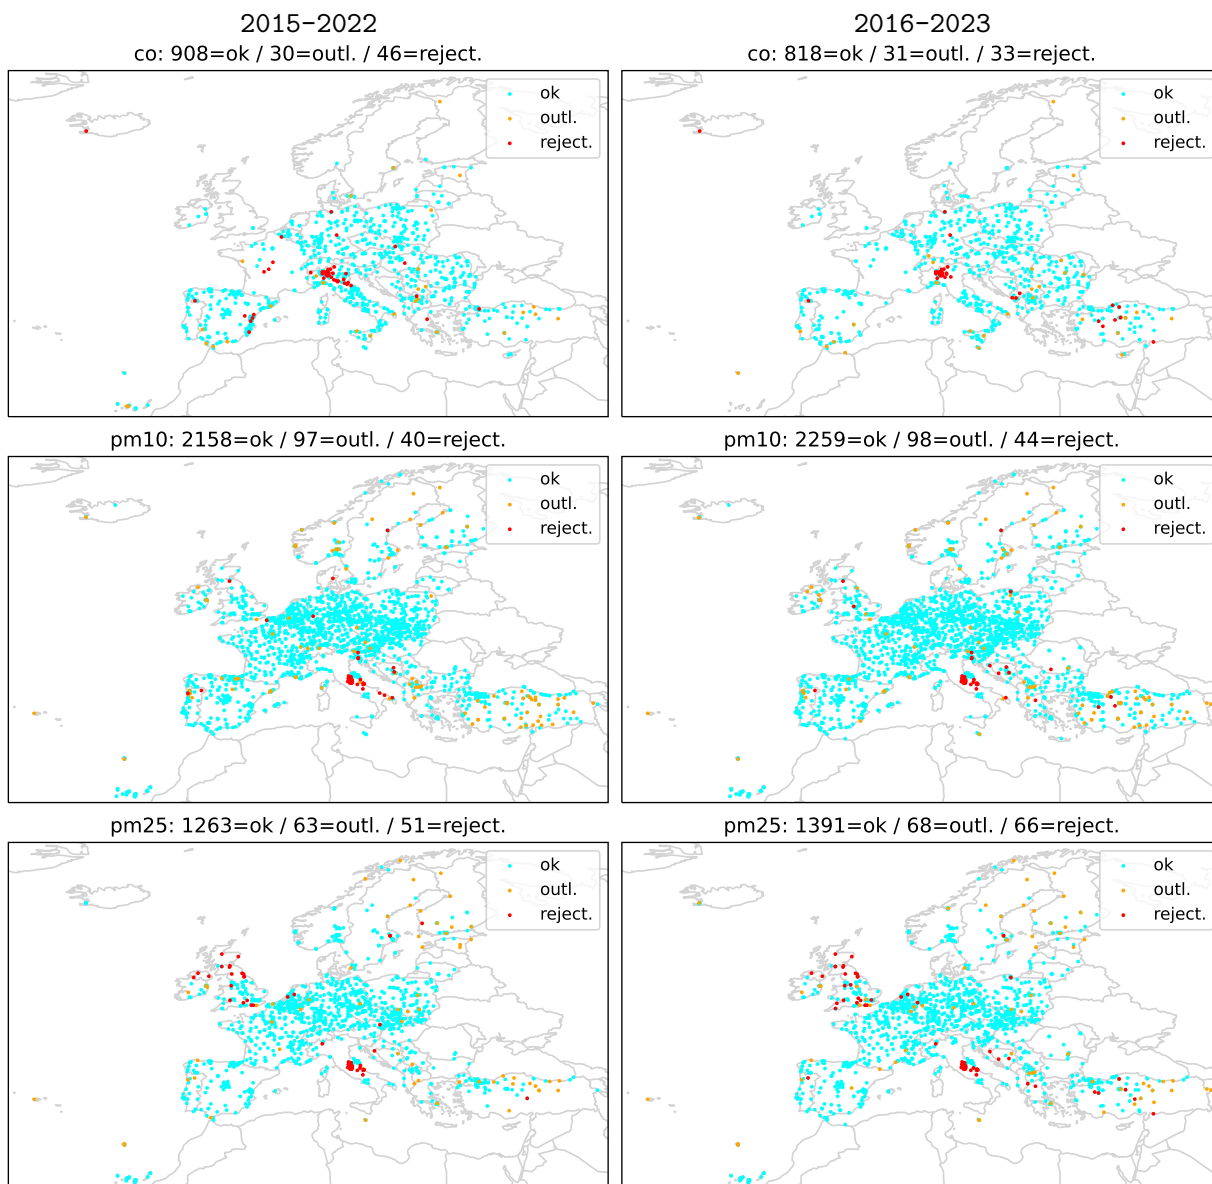 2015-2022
2016-2023
co: 908=ok / 30=outl. / 46=reject.
co: 818=ok / 31=outl. / 33=reject.
ok
outl.
reject.
ok
outl.
reject.
pm10: 2158=ok / 97=outl. / 40=reject.
pm10: 2259=ok / 98=outl. / 44=reject.
ok
outl.
reject.
ok
outl.
reject.
pm25: 1263=ok / 63=outl. / 51=reject.
pm25: 1391=ok / 68=outl. / 66=reject.
ok
outl.
reject.
ok
outl.
reject.